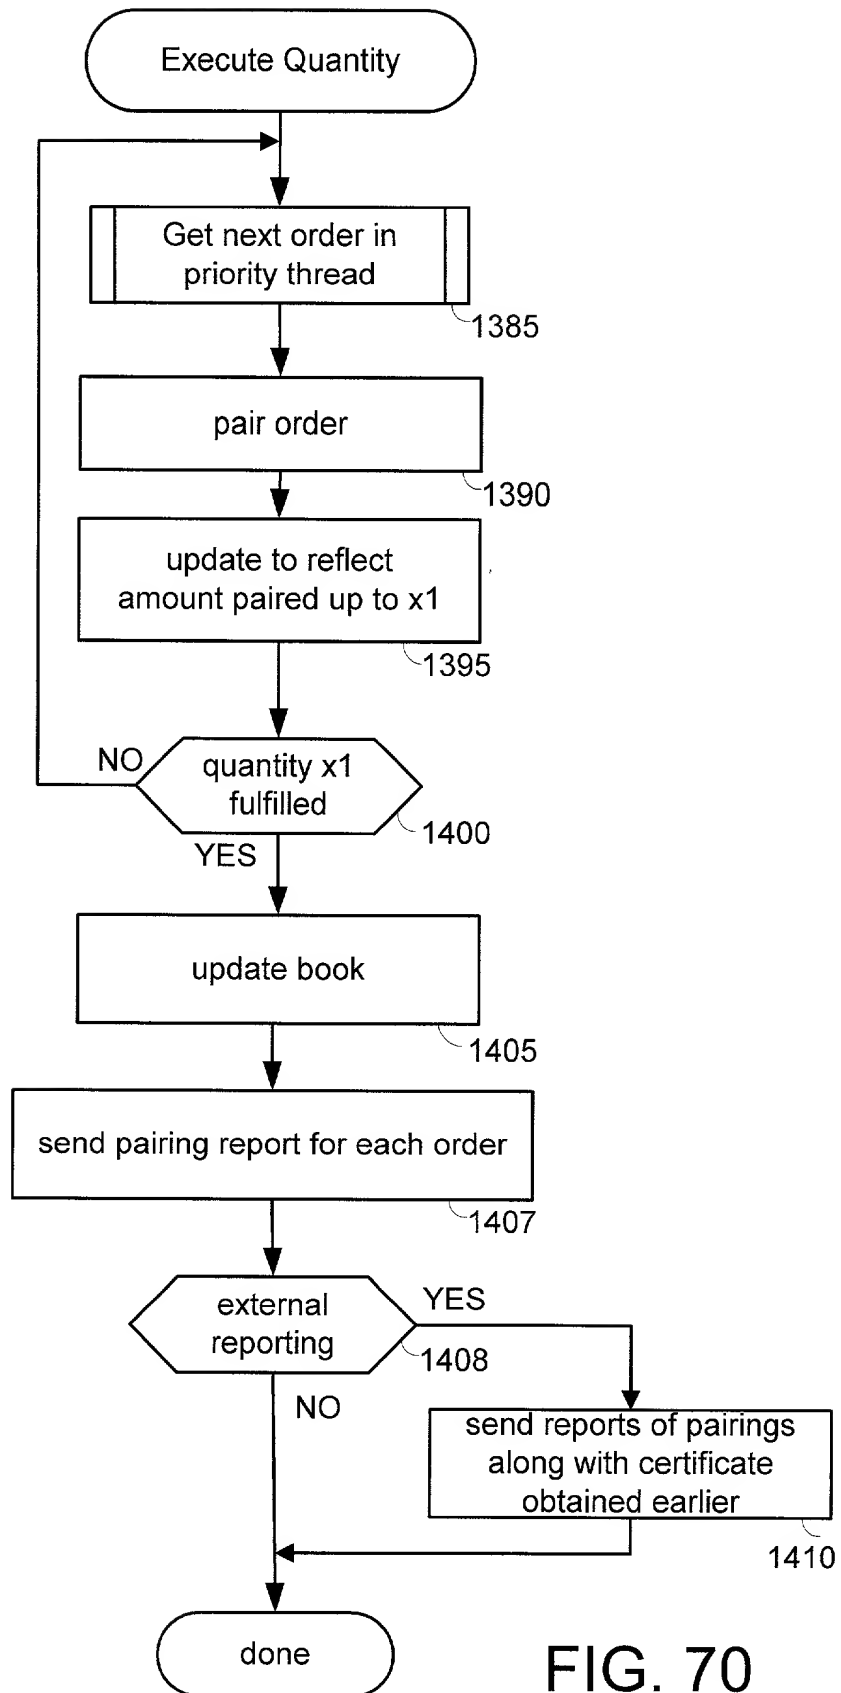 Execute Quantity
Get next order in
priority thread
1385
pair order
1390
update to reflect
amount paired up to x1
1395
NO
quantity x1
fulfilled
1400
YES
update book
1405
send pairing report for each order
1407
external
reporting
YES
1408
NO
send reports of pairings
along with certificate
obtained earlier
1410
done
FIG. 70